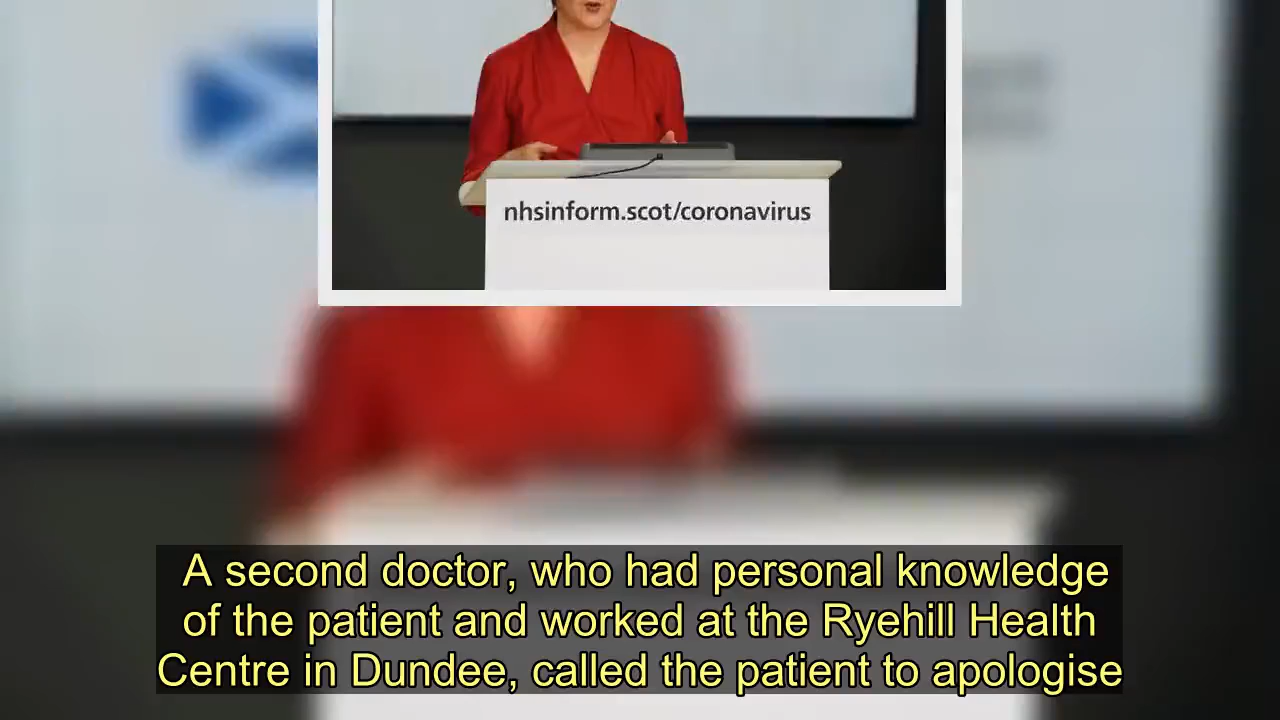 nhsinform.scot/coronavirus
A second doctor, who had personal knowledge
of the patient and worked at the Ryehill Health
Centre in Dundee, called the patient to apologise